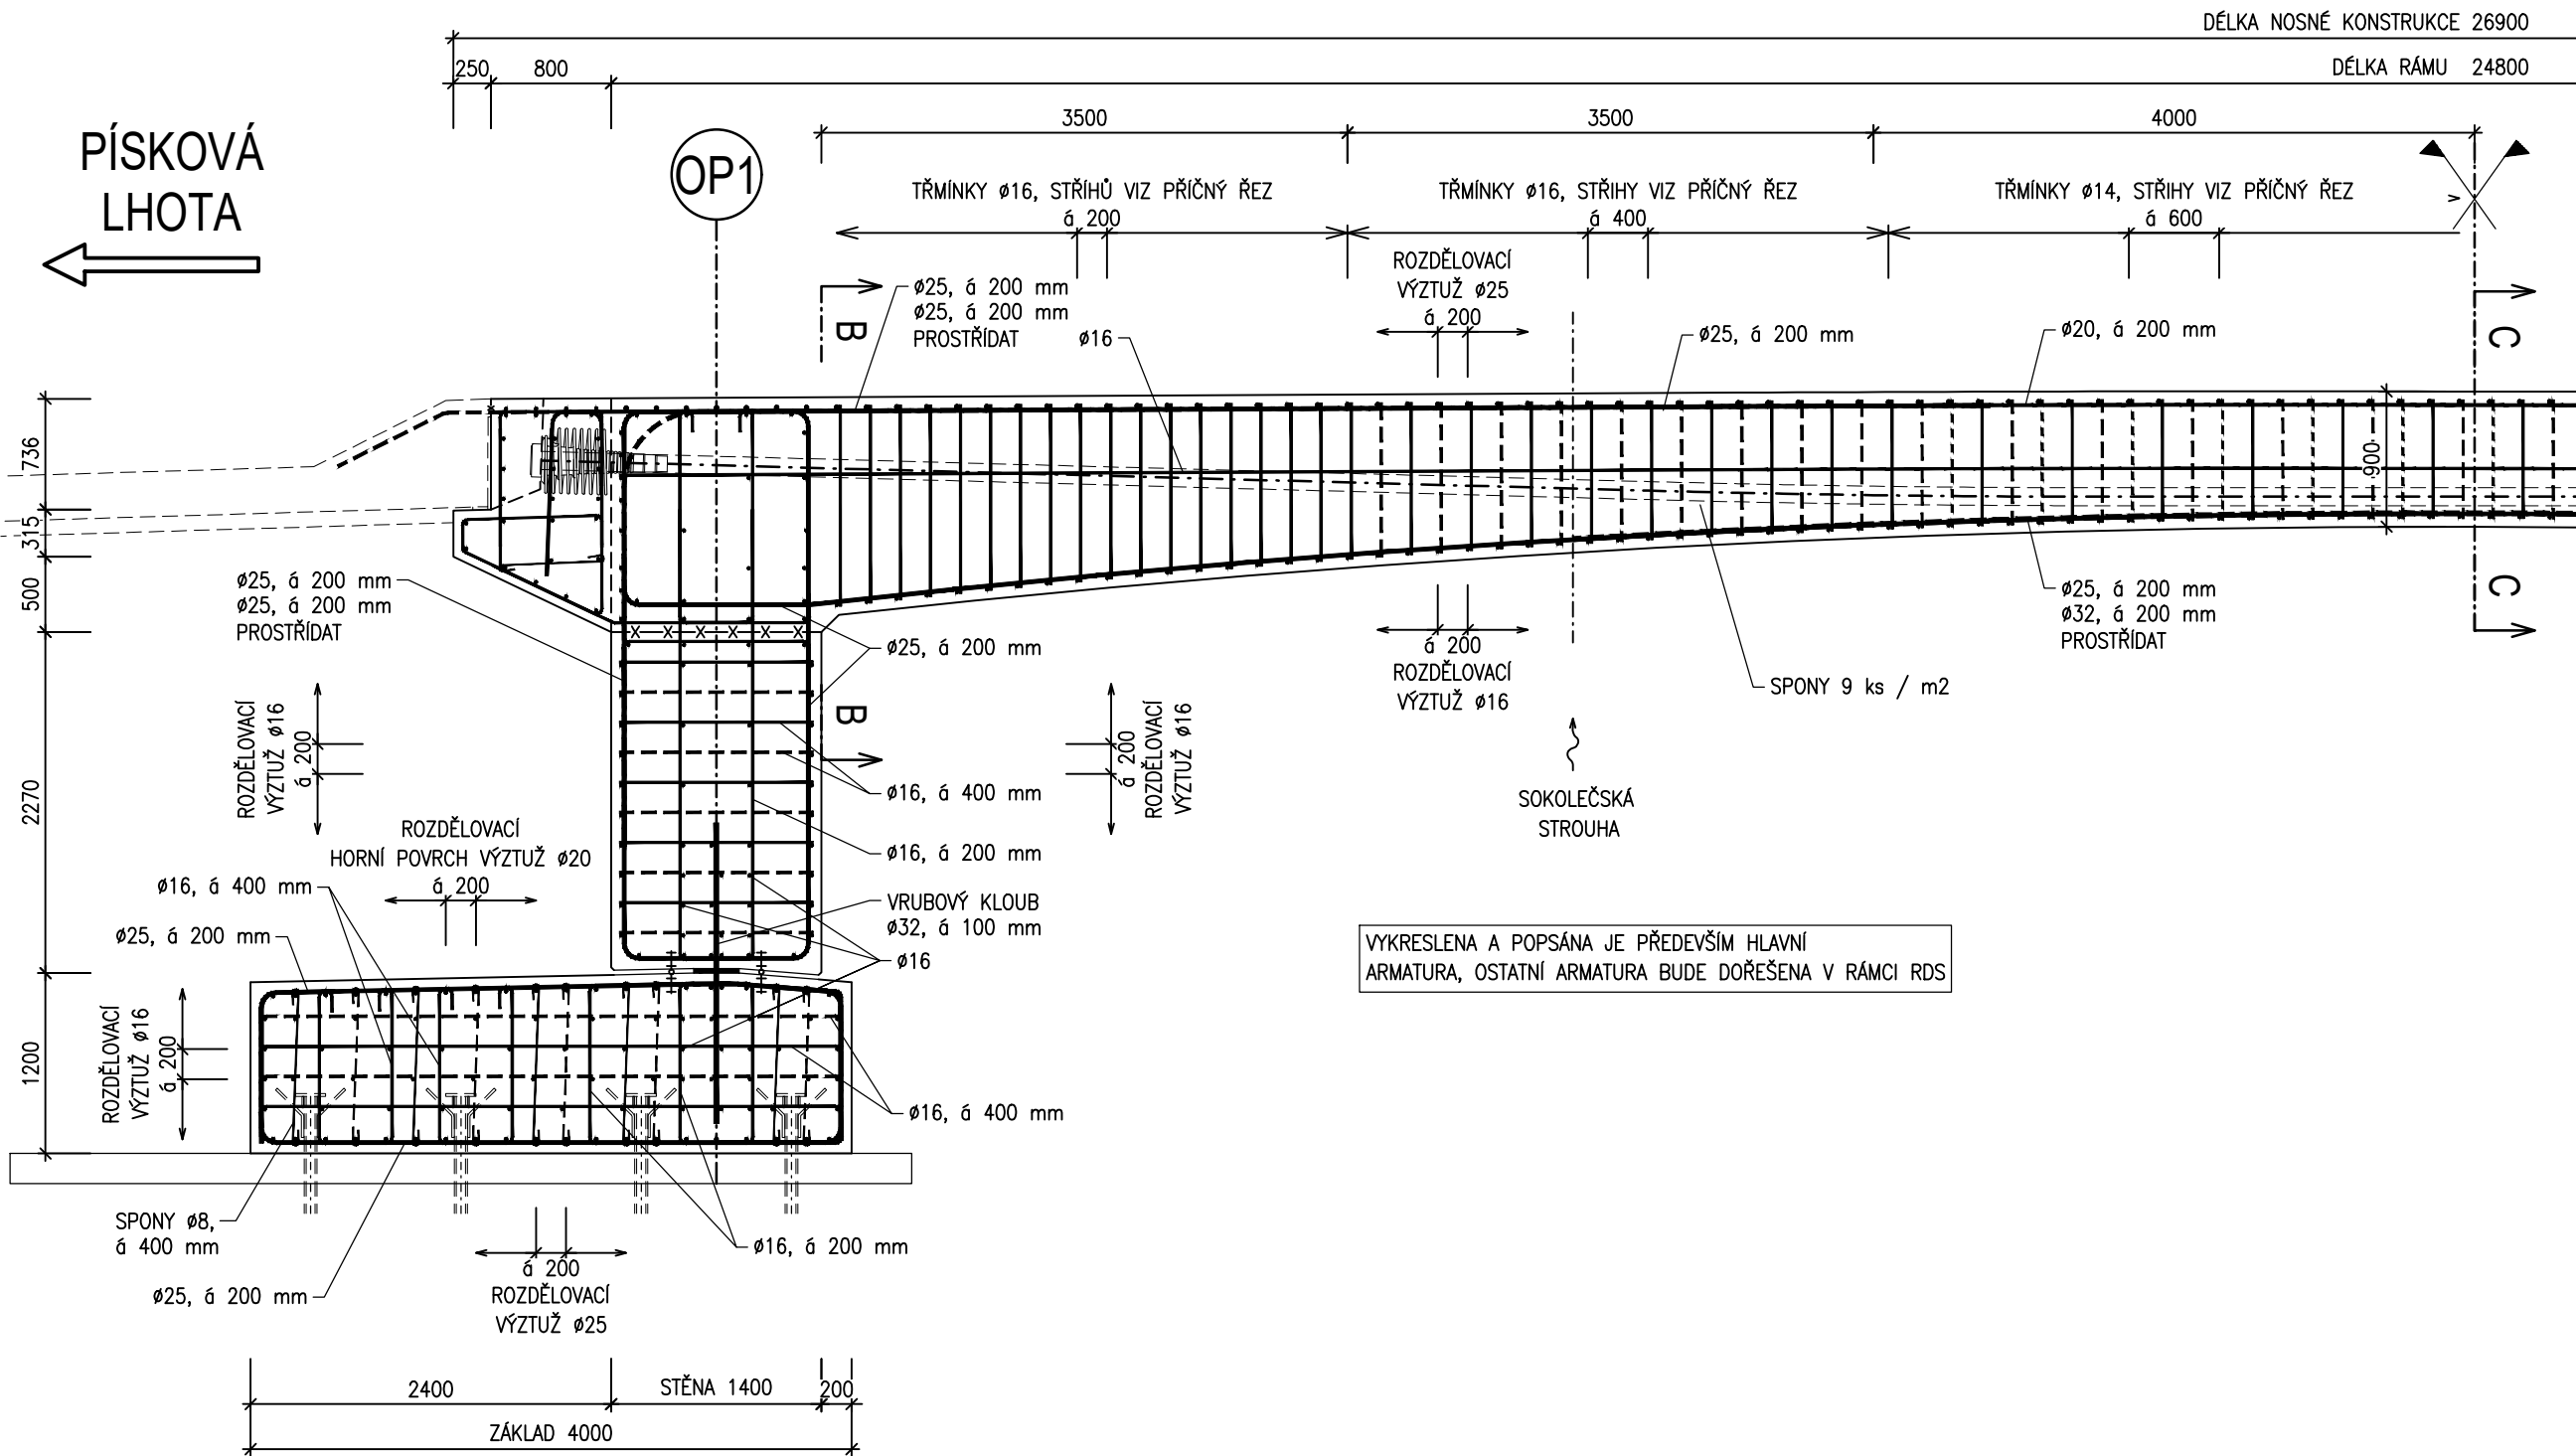 DÉLKA NOSNÉ KONSTRUKCE 26900
DÉLKA RÁMU 24800
250
800
3500
3500
4000
PÍSKOVÁ
LHOTA
OP1
TŘMÍNKY ø16, STŘÍHŮ VIZ PŘÍČNÝ ŘEZ
á 200
TŘMÍNKY ø16, STŘIHY VIZ PŘÍČNÝ ŘEZ
á 400
TŘMÍNKY ø14, STŘIHY VIZ PŘÍČNÝ ŘEZ
á 600
ROZDĚLOVACÍ
VÝZTUŽ ø25
á 200
ø25, á 200 mm
ø25, á 200 mm
PROSTŘÍDAT
ø16
B
ø25, á 200 mm
ø20, á 200 mm
C
736
315
500
2270
1200
900
ø25, á 200 mm
ø25, á 200 mm
PROSTŘÍDAT
ø25, á 200 mm
á 200
ROZDĚLOVACÍ
VÝZTUŽ ø16
ø25, á 200 mm
ø32, á 200 mm
PROSTŘÍDAT
C
SPONY 9 ks / m2
B
ROZDĚLOVACÍ
VÝZTUŽ ø16
á 200
á 200
ROZDĚLOVACÍ
VÝZTUŽ ø16
ø16, á 400 mm
SOKOLEČSKÁ
STROUHA
ROZDĚLOVACÍ
HORNÍ POVRCH VÝZTUŽ ø20
á 200
ø16, á 400 mm
ø25, á 200 mm
ø16, á 200 mm
VRUBOVÝ KLOUB
ø32, á 100 mm
ø16
VYKRESLENA A POPSÁNA JE PŘEDEVŠÍM HLAVNÍ
ARMATURA, OSTATNÍ ARMATURA BUDE DOŘEŠENA V RÁMCI RDS
ROZDĚLOVACÍ
VÝZTUŽ ø16
á 200
ø16, á 400 mm
SPONY ø8,
á 400 mm
ø16, á 200 mm
ø25, á 200 mm
á 200
ROZDĚLOVACÍ
VÝZTUŽ ø25
2400
STĚNA 1400
200
ZÁKLAD 4000